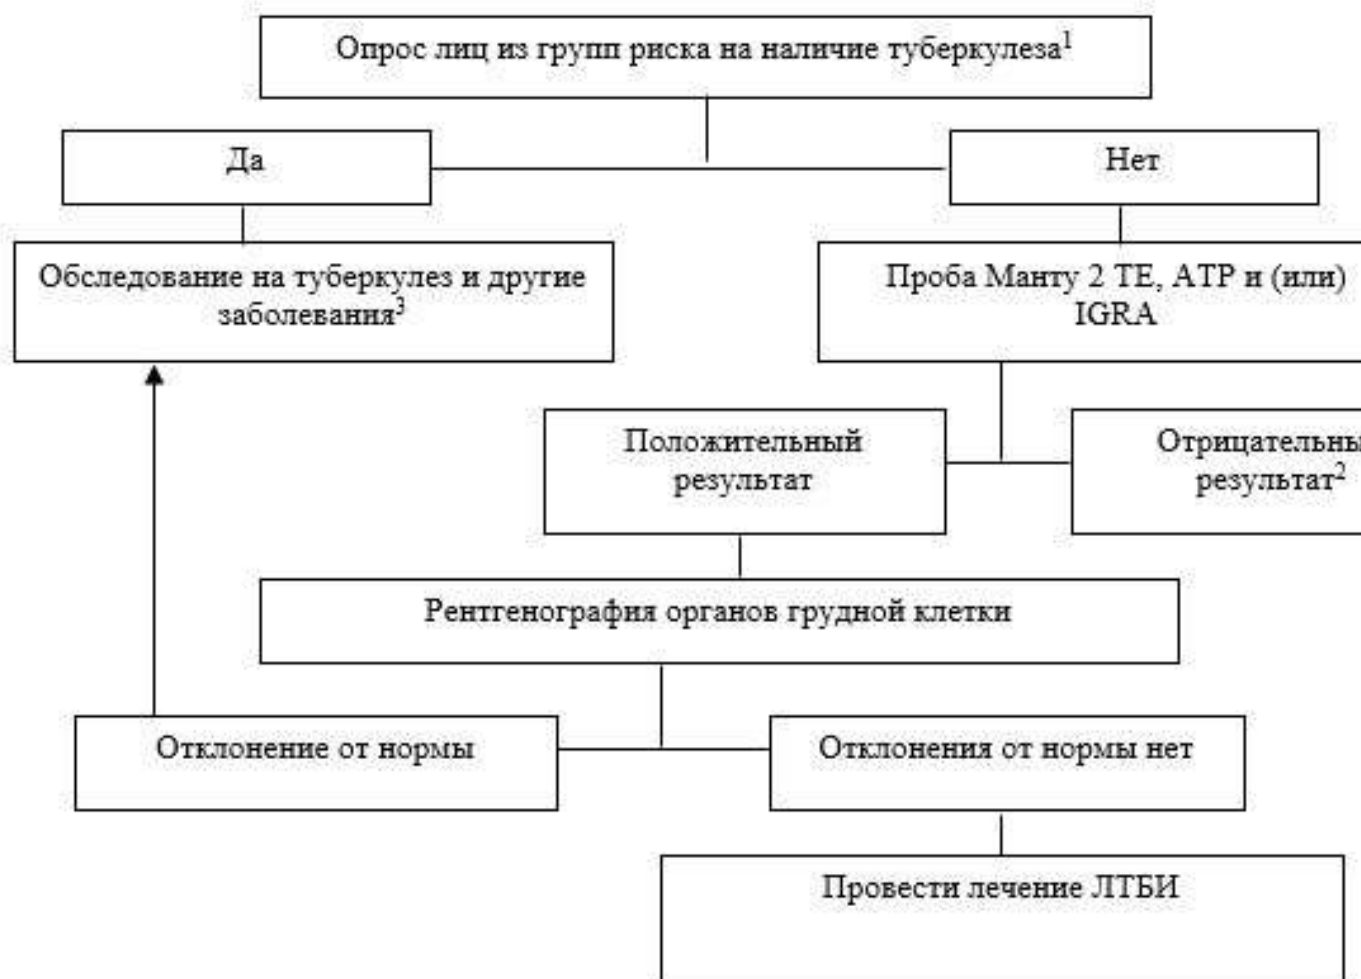 Опрос лиц из групп риска на наличие туберкулеза¹
Да
Нет
Обследование на туберкулез и другие
заболевания³
Проба Манту 2 ТЕ, АТР и (или)
IGRA
Положительный
результат
Отрицательны
результат²
Рентгенография органов грудной клетки
Отклонение от нормы
Отклонения от нормы нет
Провести лечение ЛТБИ